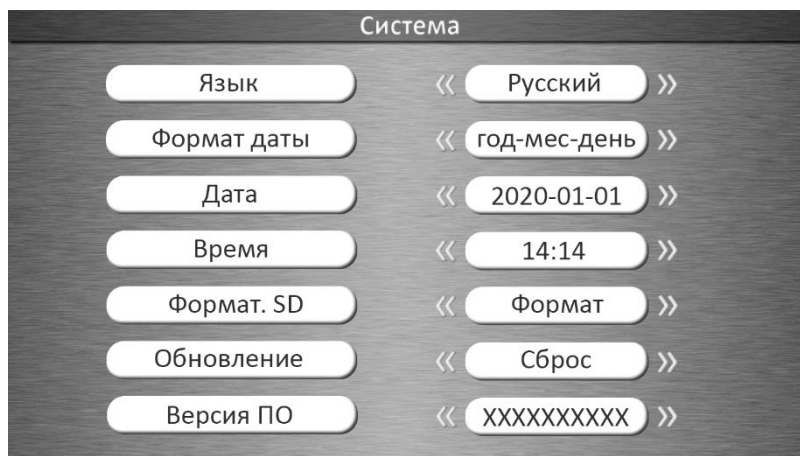 Система
Язык « Русский »
Формат даты « год-мес-день »
Дата « 2020-01-01 »
Время « 14:14 »
Формат. SD « Формат »
Обновление « Сброс »
Версия ПО « XXXXXXXXXX »